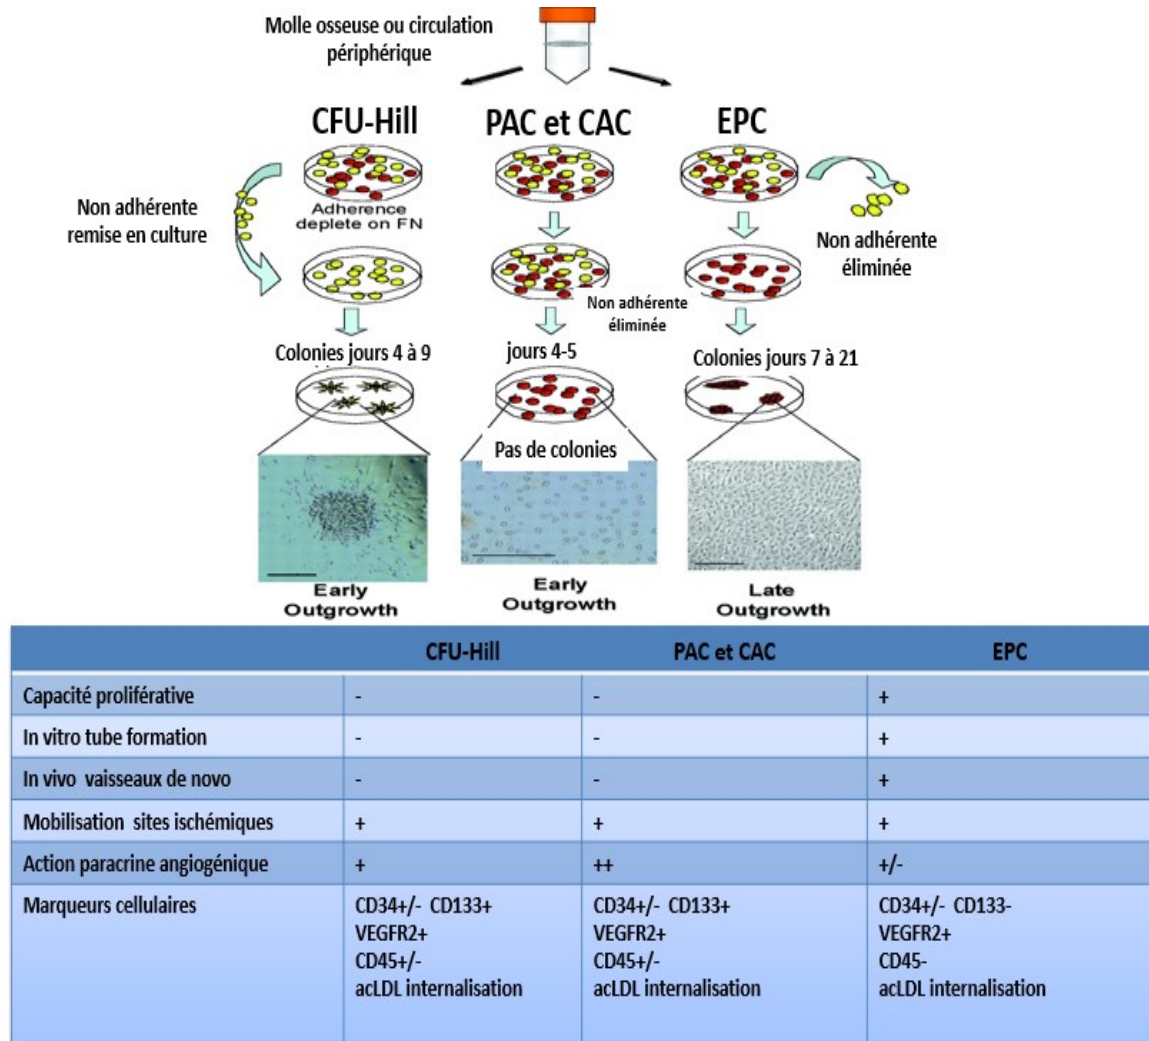 Molle osseuse ou circulation
périphérique
CFU-Hill
PAC et CAC
EPC
Non adhérente
remise en culture
Adherence
deplete on FN
Non adhérente
éliminée
Non adhérente
éliminée
Colonies jours 4 à 9
jours 4-5
Colonies jours 7 à 21
Pas de colonies
Early
Outgrowth
Early
Outgrowth
Late
Outgrowth
CFU-Hill PAC et CAC EPC
Capacité proliférative - - +
In vitro tube formation - - +
In vivo vaisseaux de novo - - +
Mobilisation sites ischémiques + + +
Action paracrine angiogénique + ++ +/-
Marqueurs cellulaires CD34+/- CD133+ CD34+/- CD133+ CD34+/- CD133-
VEGFR2+ VEGFR2+ VEGFR2+
CD45+/- CD45+/- CD45-
acLDL internalisation acLDL internalisation acLDL internalisation